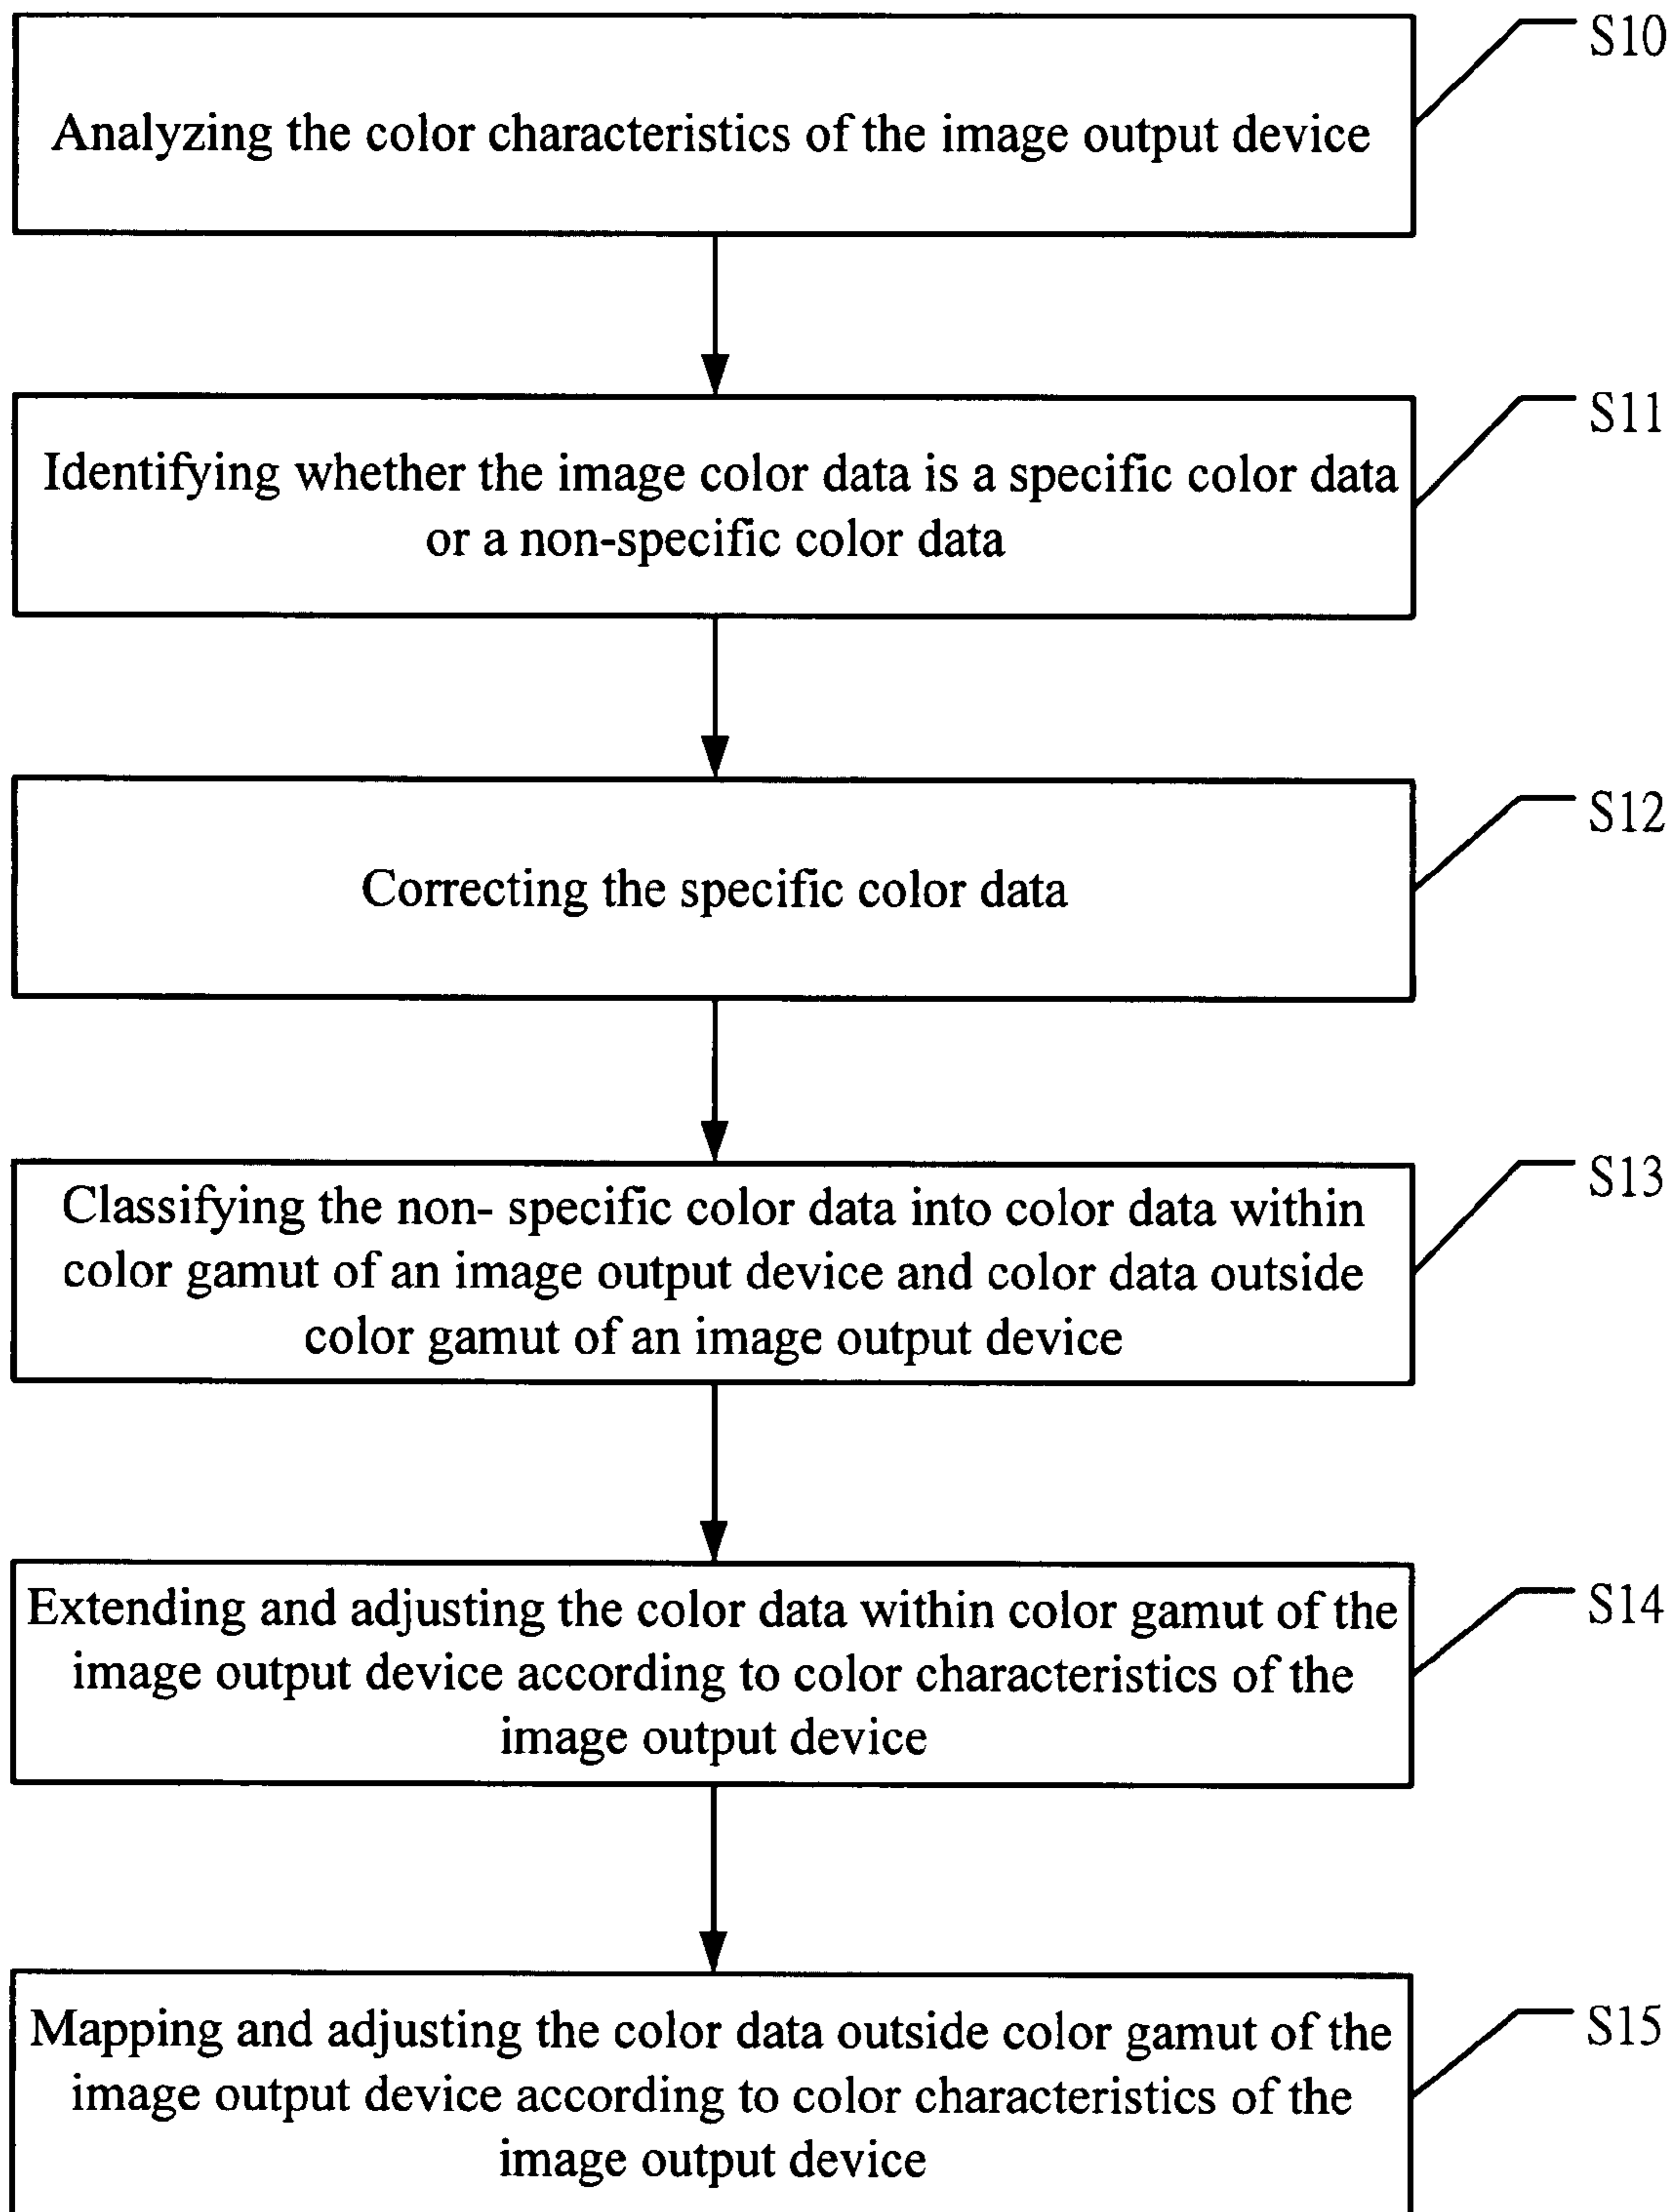 S10
Analyzing the color characteristics of the image output device
S11
Identifying whether the image color data is a specific color data
or a non-specific color data
S12
Correcting the specific color data
S13
Classifying the non- specific color data into color data within
color gamut of an image output device and color data outside
color gamut of an image output device
S14
Extending and adjusting the color data within color gamut of the
image output device according to color characteristics of the
image output device
S15
Mapping and adjusting the color data outside color gamut of the
image output device according to color characteristics of the
image output device